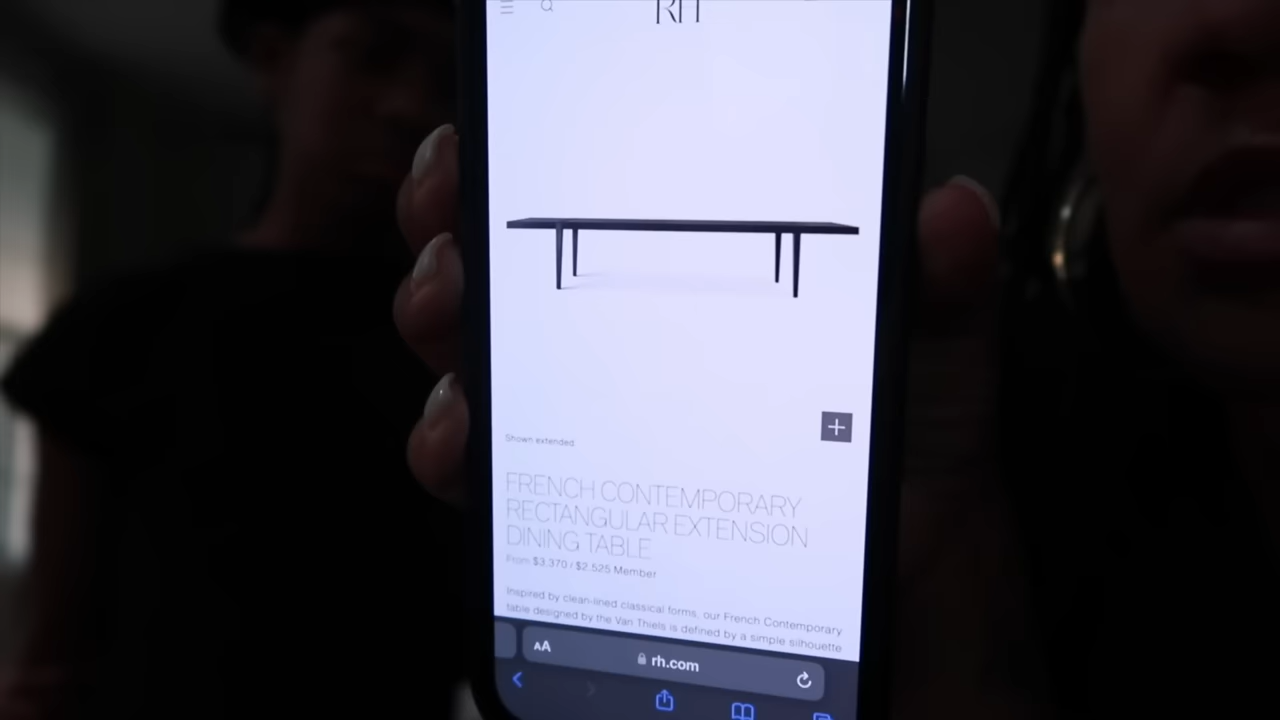 RH
Shown extended
FRENCH CONTEMPORARY
RECTANGULAR EXTENSION
DINING TABLE
From $3,370 / $2,525 Member
Inspired by clean-lined classical forms, our French Contemporary
table designed by the Van Thiels is defined by a simple silhouette
AA
rh.com